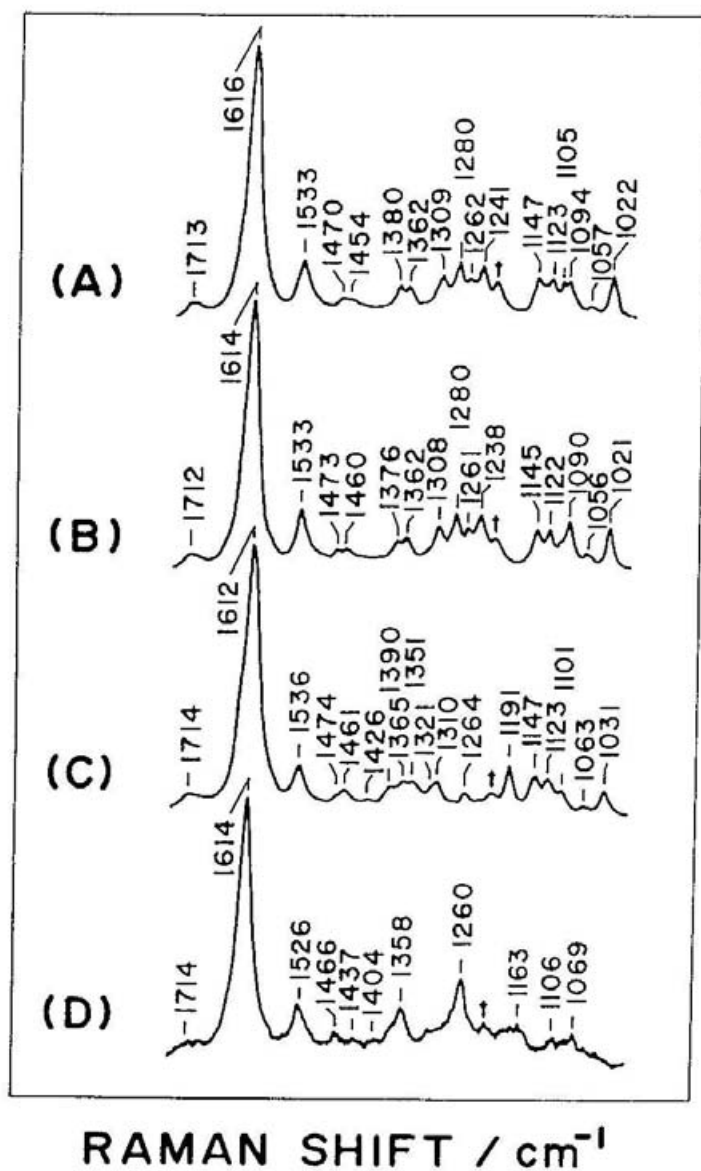 (A) 1713 1616 1533 1470 1454 1380 1362 1309 1280 1262 1241 † 1147 1123 1105 1094 1057 1022
(B) 1712 1614 1533 1473 1460 1376 1362 1308 1280 1261 1238 † 1145 1122 1090 1056 1021
(C) 1714 1612 1536 1474 1461 1426 1390 1365 1351 1321 1310 1264 † 1191 1147 1123 1101 1063 1031
(D) 1714 1614 1526 1466 1437 1404 1358 1260 † 1163 1106 1069
RAMAN SHIFT / cm⁻¹